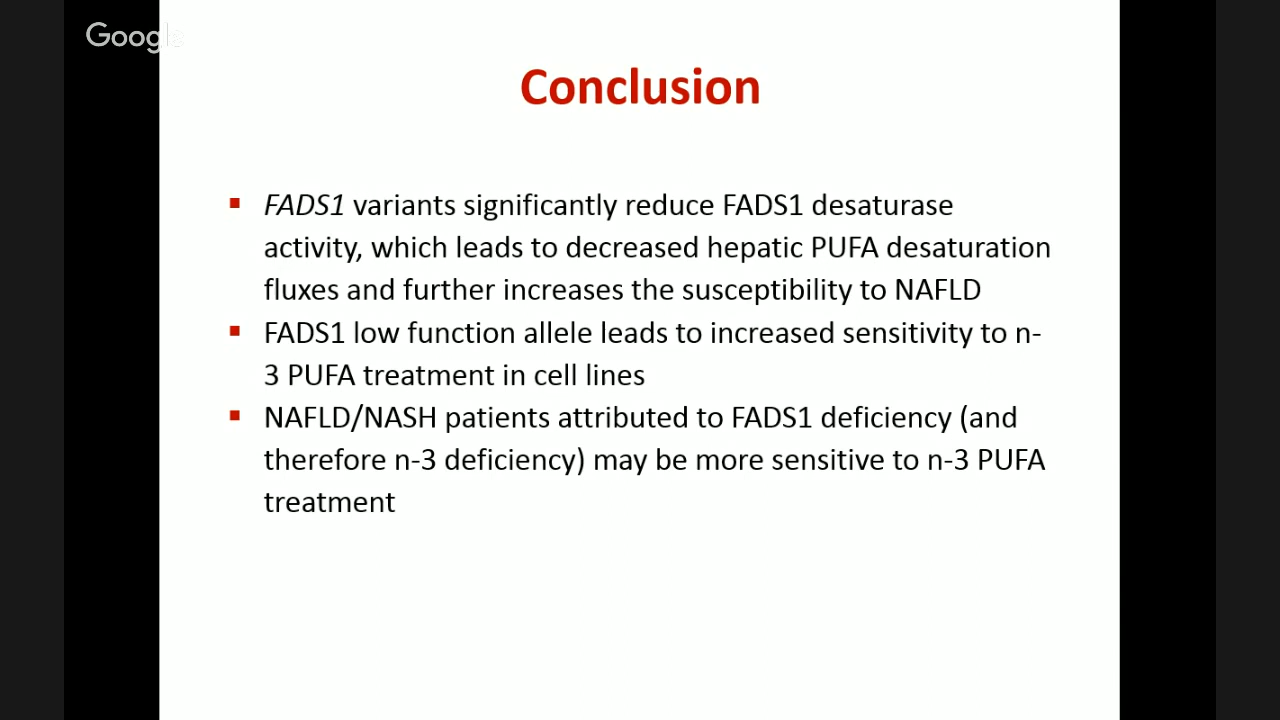 Google
Conclusion
▪ FADS1 variants significantly reduce FADS1 desaturase
activity, which leads to decreased hepatic PUFA desaturation
fluxes and further increases the susceptibility to NAFLD
▪ FADS1 low function allele leads to increased sensitivity to n-
3 PUFA treatment in cell lines
▪ NAFLD/NASH patients attributed to FADS1 deficiency (and
therefore n-3 deficiency) may be more sensitive to n-3 PUFA
treatment